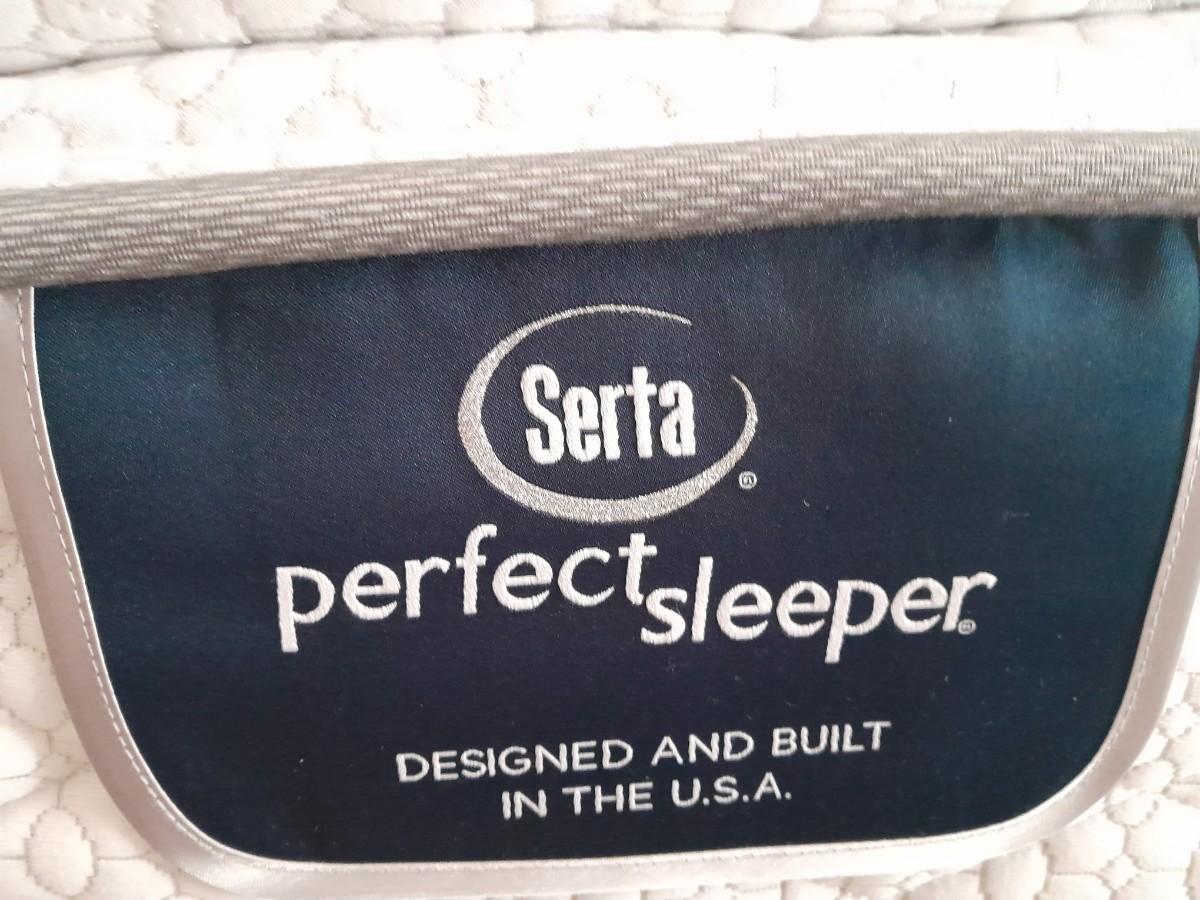 Serta®
perfect sleeper®
DESIGNED AND BUILT
IN THE U.S.A.